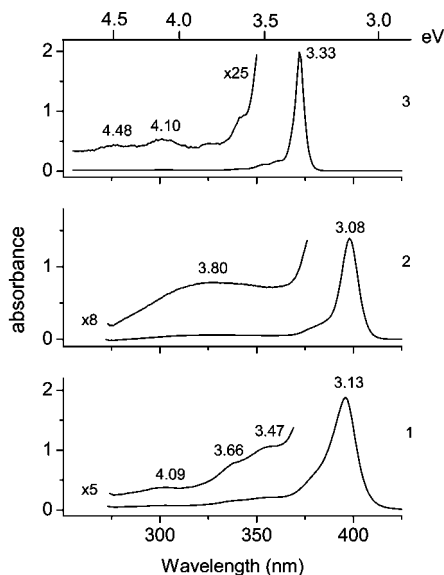 4.5 4.0 3.5 3.0 eV
2
1
0
x25
3.33
3
4.48
4.10
1
0
3.08
2
3.80
x8
absorbance
2
1
0
3.13
1
3.47
3.66
4.09
x5
300 350 400
Wavelength (nm)